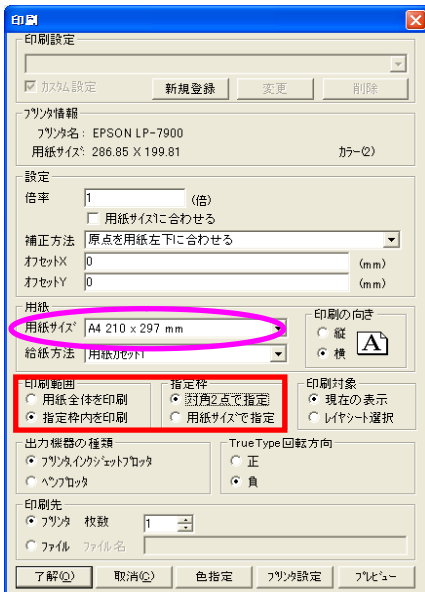 印刷
印刷設定
カスタム設定 新規登録 変更 削除
プリンタ情報
プリンタ名: EPSON LP-7900
用紙サイズ: 286.85 × 199.81 カラー(2)
設定
倍率 1 (倍)
用紙サイズに合わせる
補正方法 原点を用紙左下に合わせる
オフセットX 0 (mm)
オフセットY 0 (mm)
用紙 印刷の向き
用紙サイズ A4 210 x 297 mm 縦
給紙方法 用紙カセット1 横 A
印刷範囲 指定枠 印刷対象
用紙全体を印刷 対角2点で指定 現在の表示
指定枠内を印刷 用紙サイズで指定 レイヤシート選択
出力機器の種類 TrueType回転方向
プリンタ,インクジェットプロッタ 正
ペンプロッタ 負
印刷先
プリンタ 枚数 1
ファイル ファイル名
了解(O) 取消(C) 色指定 プリンタ設定 プレビュー